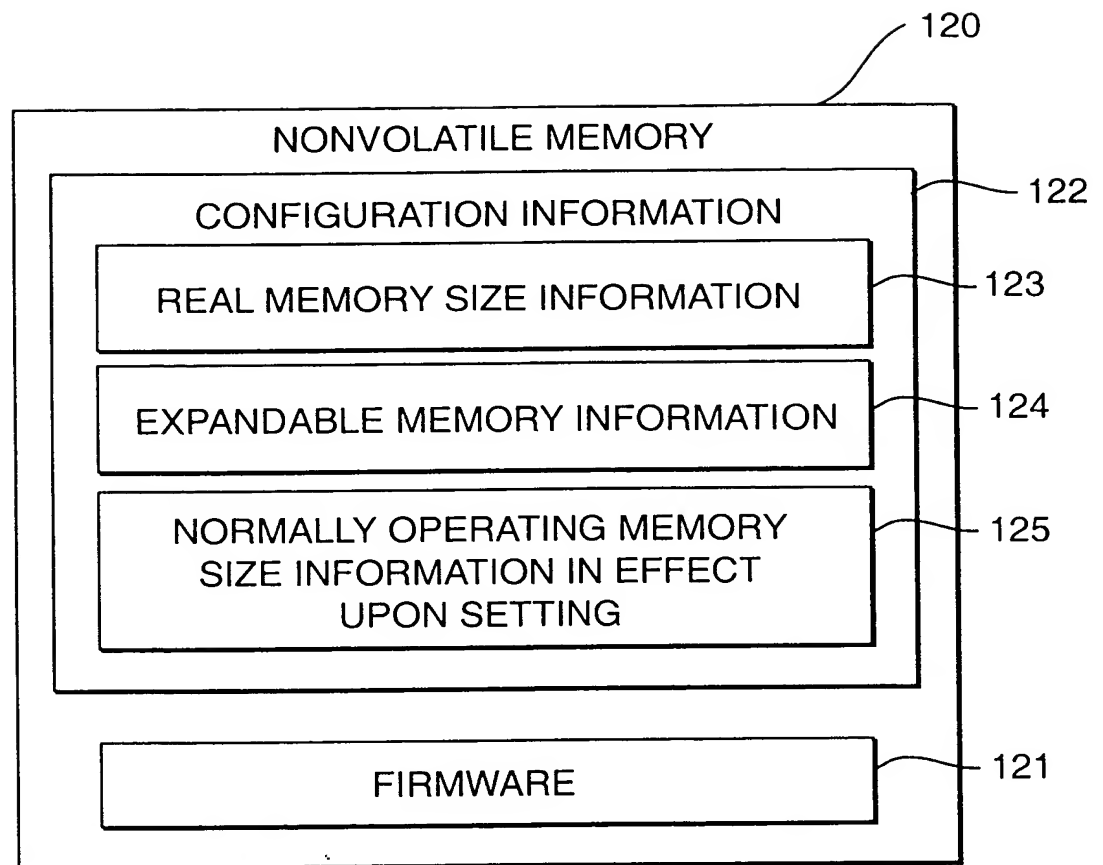 120
NONVOLATILE MEMORY
122
CONFIGURATION INFORMATION
REAL MEMORY SIZE INFORMATION
123
EXPANDABLE MEMORY INFORMATION
124
NORMALLY OPERATING MEMORY
SIZE INFORMATION IN EFFECT
UPON SETTING
125
FIRMWARE
121